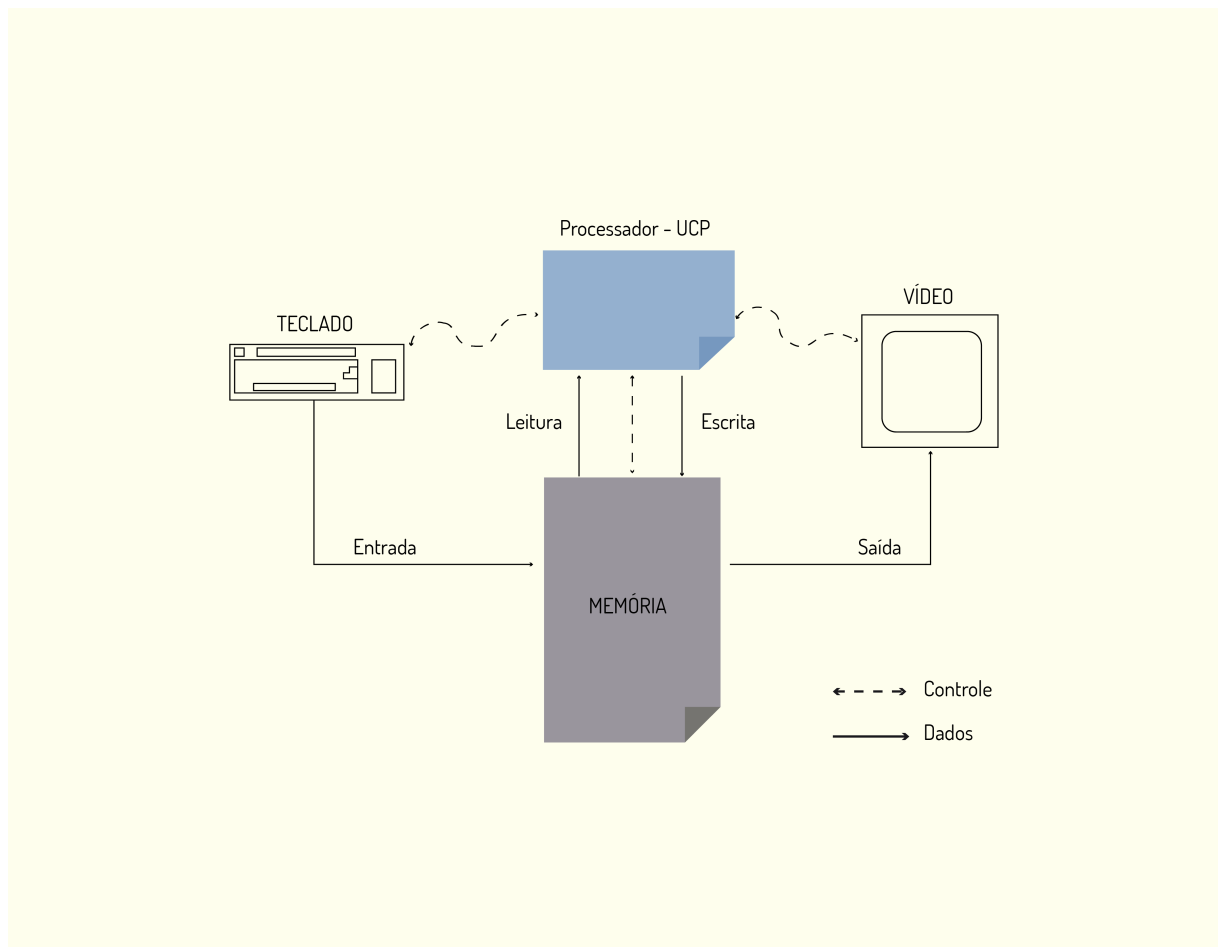 Processador - UCP
VÍDEO
TECLADO
Leitura
Escrita
Entrada
Saída
MEMÓRIA
Controle
Dados